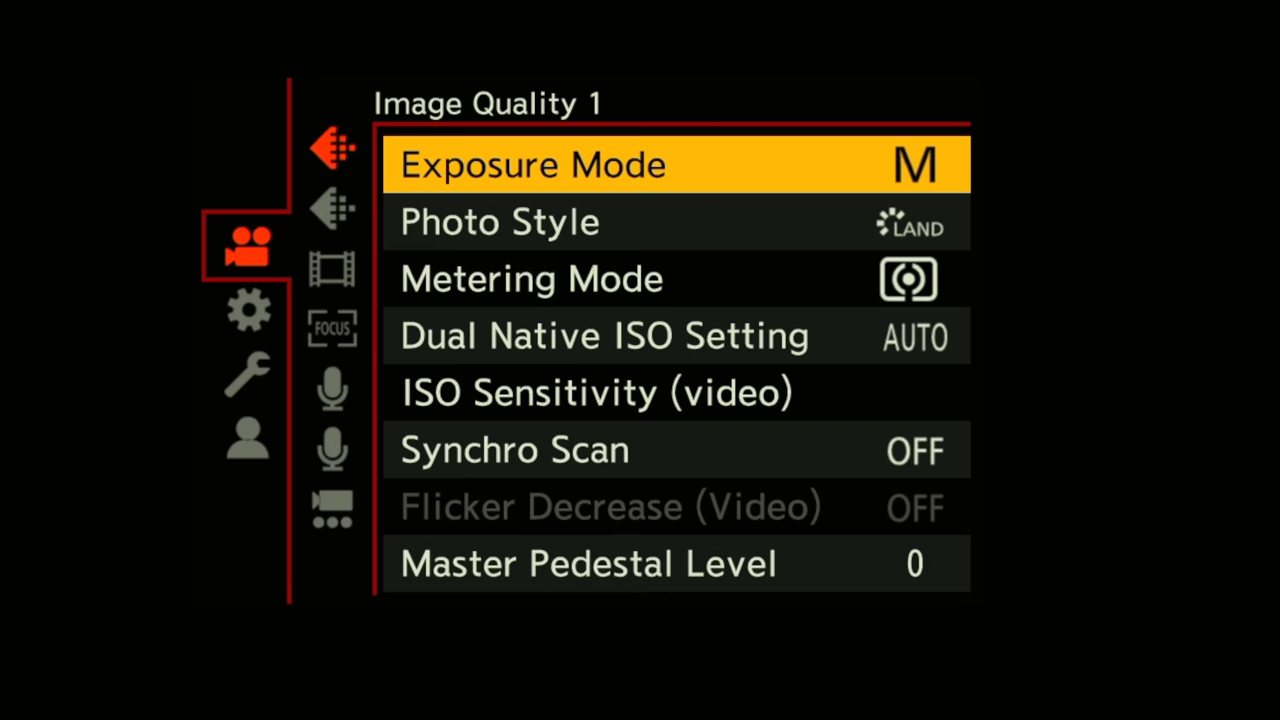 Image Quality 1
Exposure Mode M
Photo Style LAND
Metering Mode
FOCUS
Dual Native ISO Setting AUTO
ISO Sensitivity (video)
Synchro Scan OFF
Flicker Decrease (Video) OFF
Master Pedestal Level 0